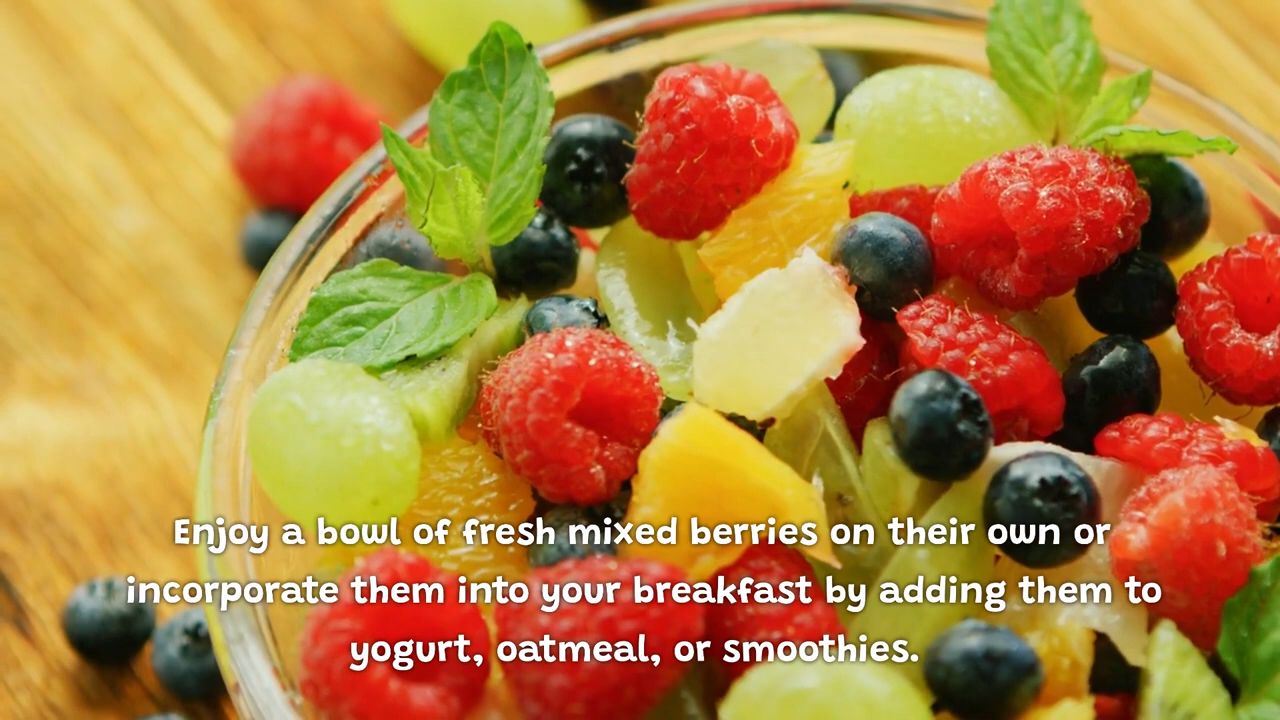 Enjoy a bowl of fresh mixed berries on their own or
incorporate them into your breakfast by adding them to
yogurt, oatmeal, or smoothies.